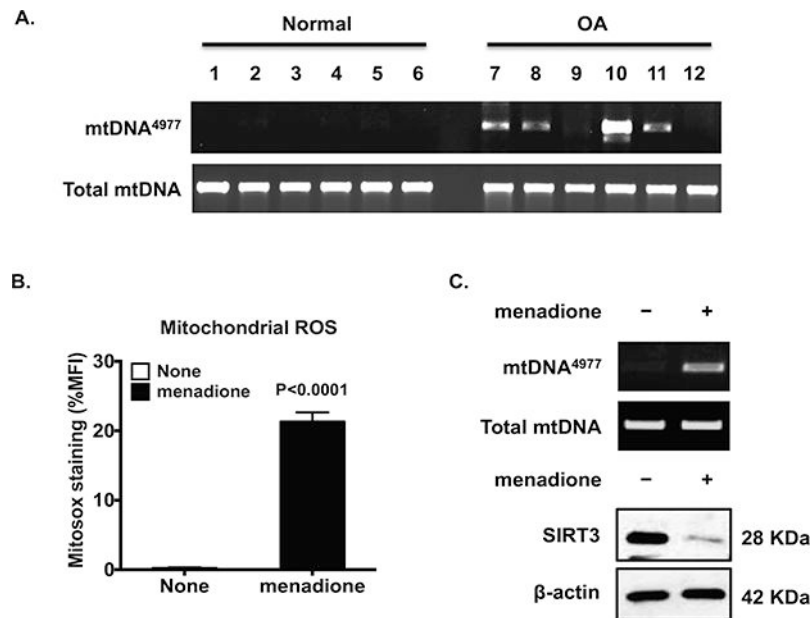 A.
Normal OA
1 2 3 4 5 6 7 8 9 10 11 12
mtDNA⁴⁹⁷⁷
Total mtDNA
B.
Mitochondrial ROS
Mitosox staining (%MFI)
30
20
10
0
None
menadione
P<0.0001
None menadione
C.
menadione − +
mtDNA⁴⁹⁷⁷
Total mtDNA
menadione − +
SIRT3 28 KDa
β-actin 42 KDa